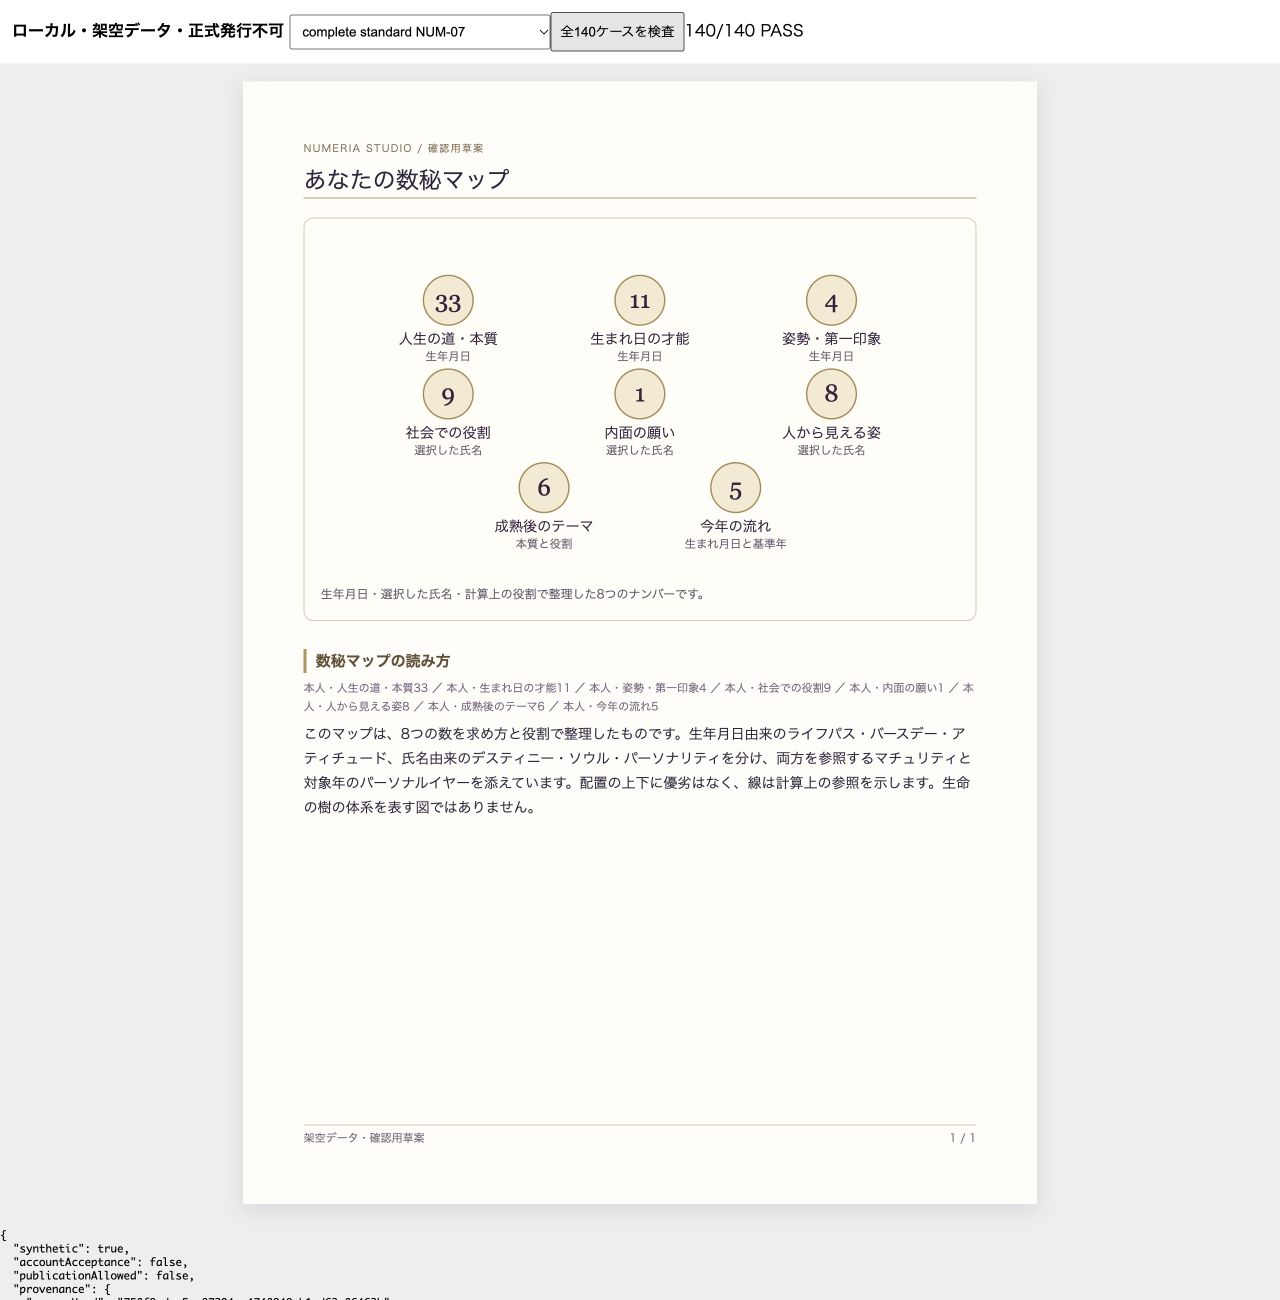 ローカル・架空データ・正式発行不可 complete standard NUM-07 全140ケースを検査 140/140 PASS
NUMERIA STUDIO / 確認用草案
あなたの数秘マップ
33 11 4
人生の道・本質 生まれ日の才能 姿勢・第一印象
生年月日 生年月日 生年月日
9 1 8
社会での役割 内面の願い 人から見える姿
選択した氏名 選択した氏名 選択した氏名
6 5
成熟後のテーマ 今年の流れ
本質と役割 生まれ月日と基準年
生年月日・選択した氏名・計算上の役割で整理した8つのナンバーです。
数秘マップの読み方
本人・人生の道・本質33 ／ 本人・生まれ日の才能11 ／ 本人・姿勢・第一印象4 ／ 本人・社会での役割9 ／ 本人・内面の願い1 ／ 本
人・人から見える姿8 ／ 本人・成熟後のテーマ6 ／ 本人・今年の流れ5
このマップは、8つの数を求め方と役割で整理したものです。生年月日由来のライフパス・バースデー・ア
ティチュード、氏名由来のデスティニー・ソウル・パーソナリティを分け、両方を参照するマチュリティと
対象年のパーソナルイヤーを添えています。配置の上下に優劣はなく、線は計算上の参照を示します。生命
の樹の体系を表す図ではありません。
架空データ・確認用草案 1 / 1
{
"synthetic": true,
"accountAcceptance": false,
"publicationAllowed": false,
"provenance": {